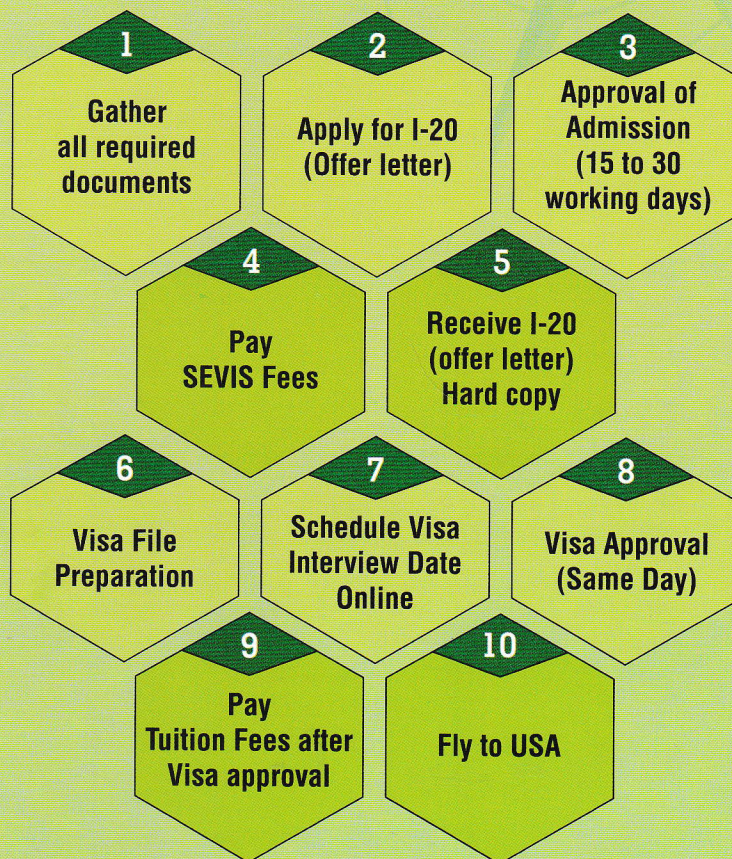 1
Gather
all required
documents
2
Apply for I-20
(Offer letter)
3
Approval of
Admission
(15 to 30
working days)
4
Pay
SEVIS Fees
5
Receive I-20
(offer letter)
Hard copy
6
Visa File
Preparation
7
Schedule Visa
Interview Date
Online
8
Visa Approval
(Same Day)
9
Pay
Tuition Fees after
Visa approval
10
Fly to USA